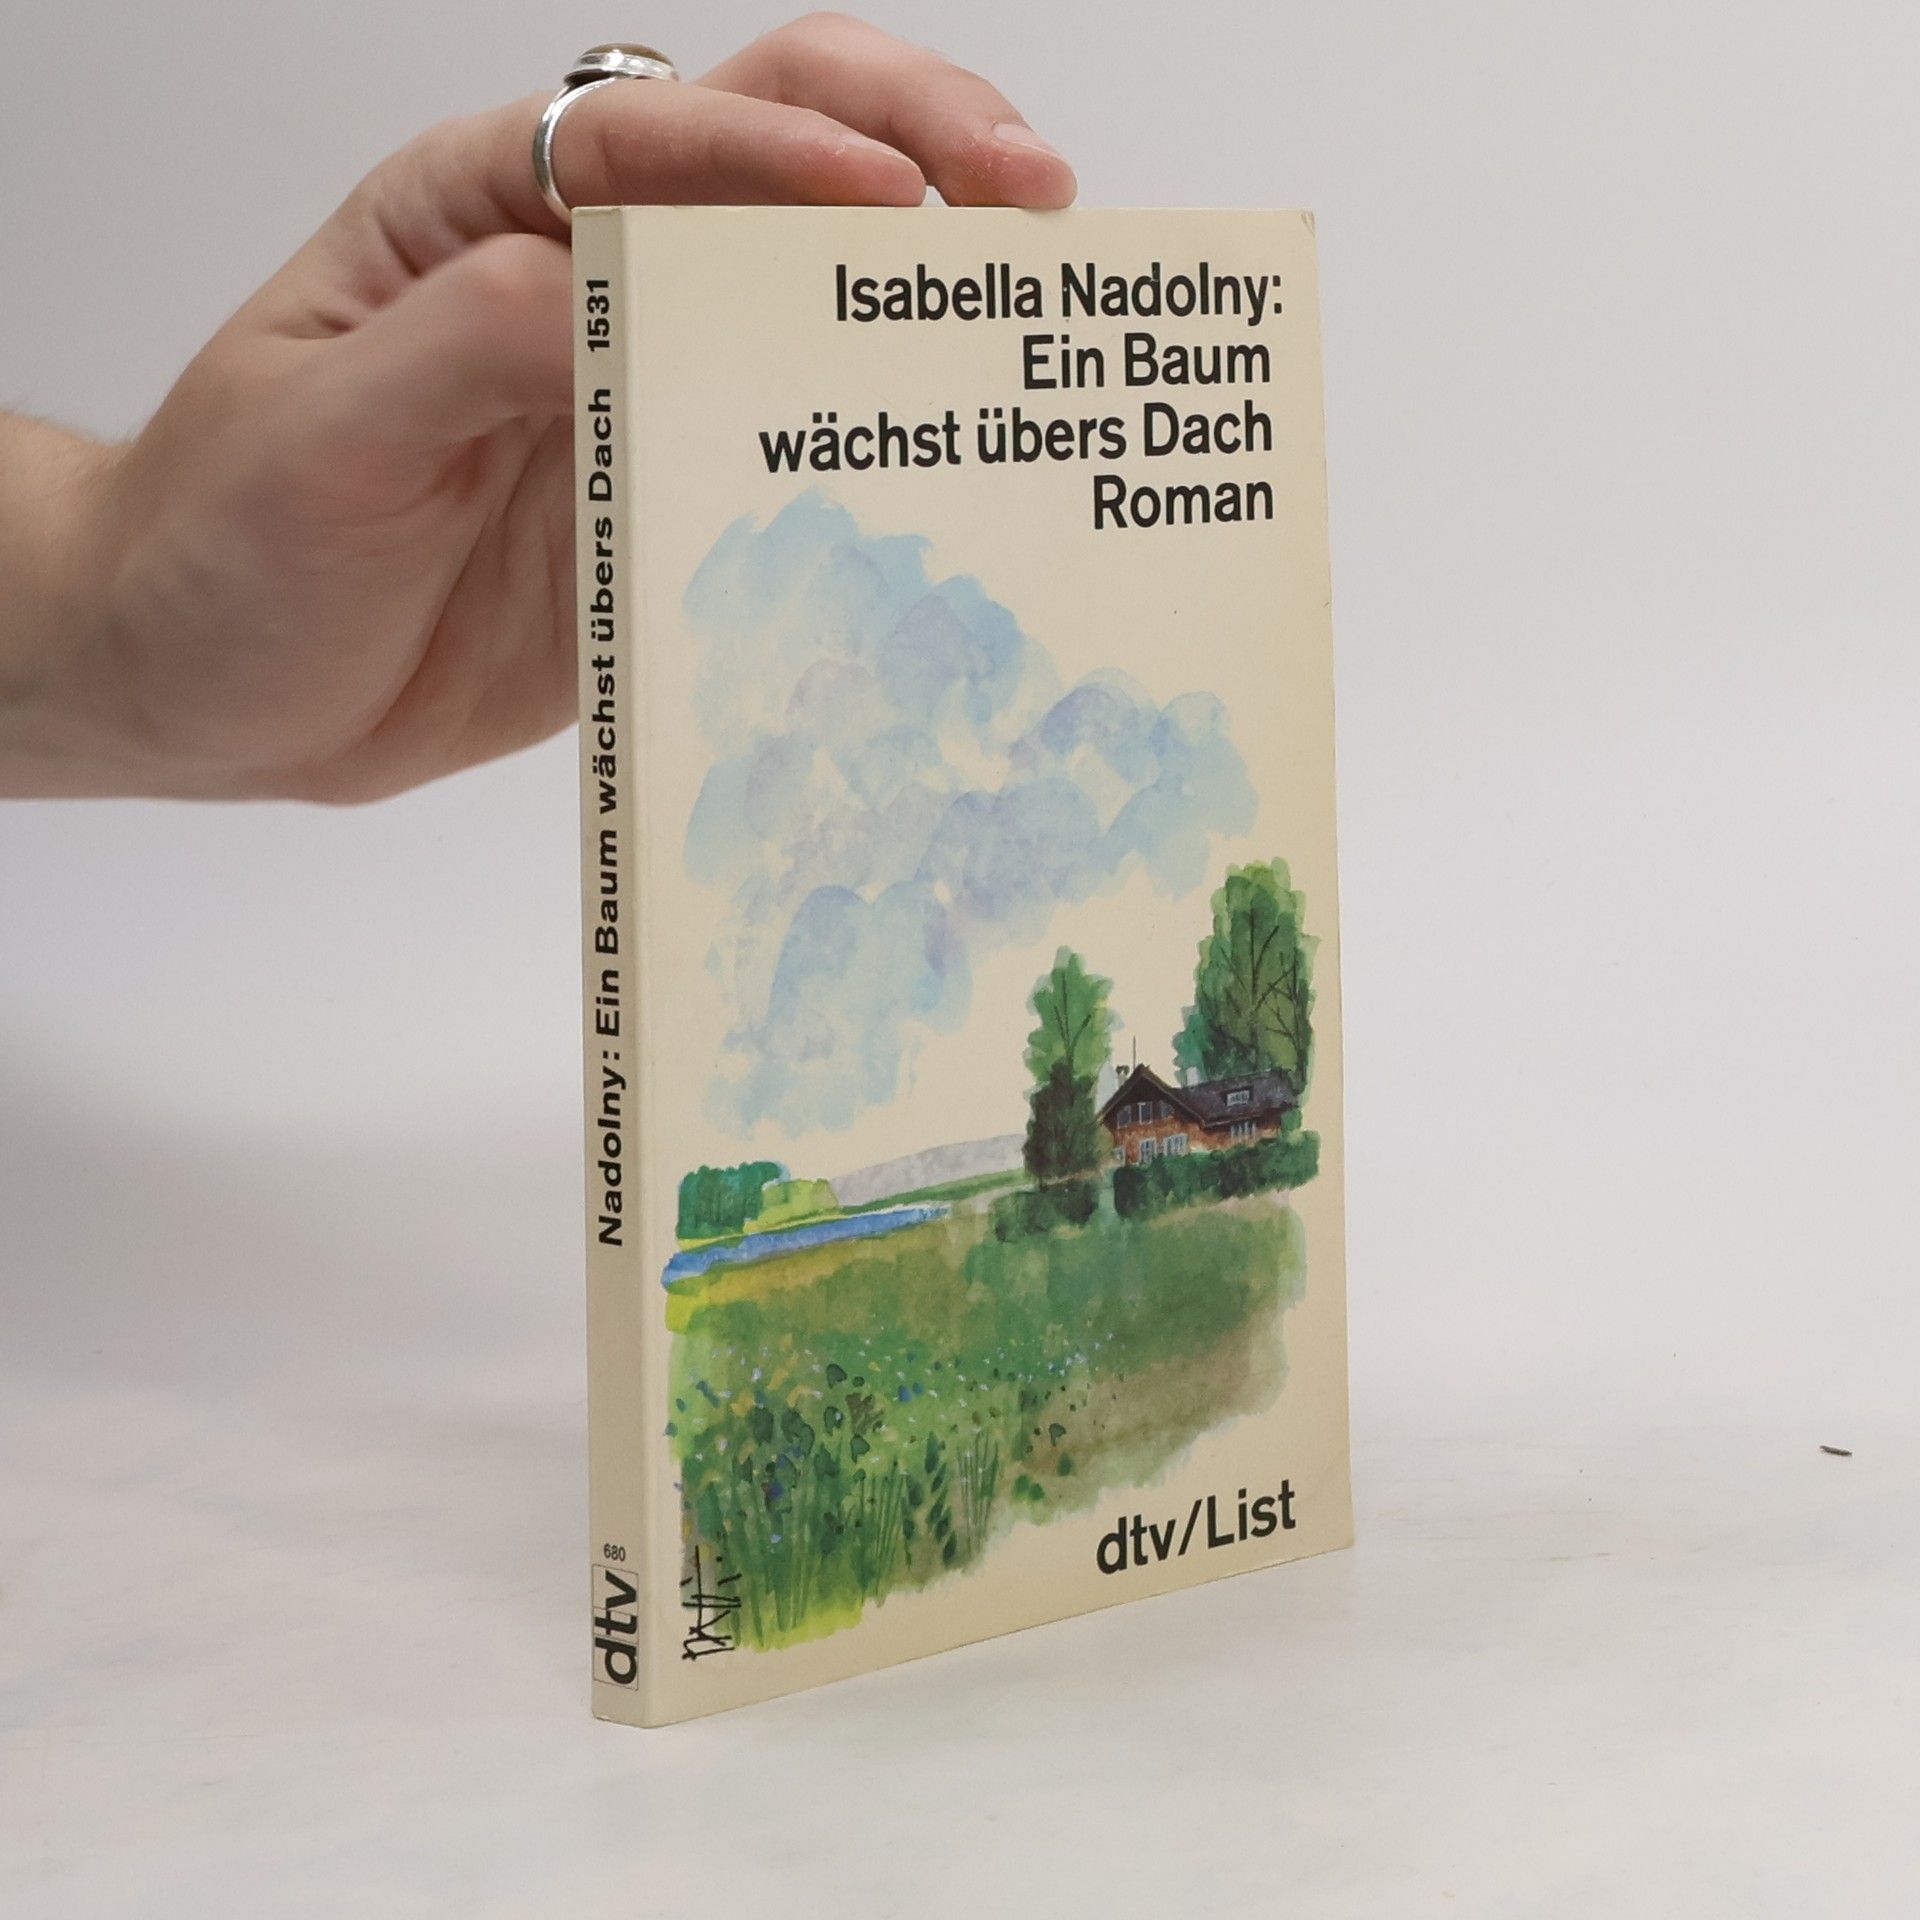 Isabella Nadolny:
Ein Baum
wächst übers Dach
Roman
dtv/List
Nadolny: Ein Baum wächst übers Dach 1531
680
dtv